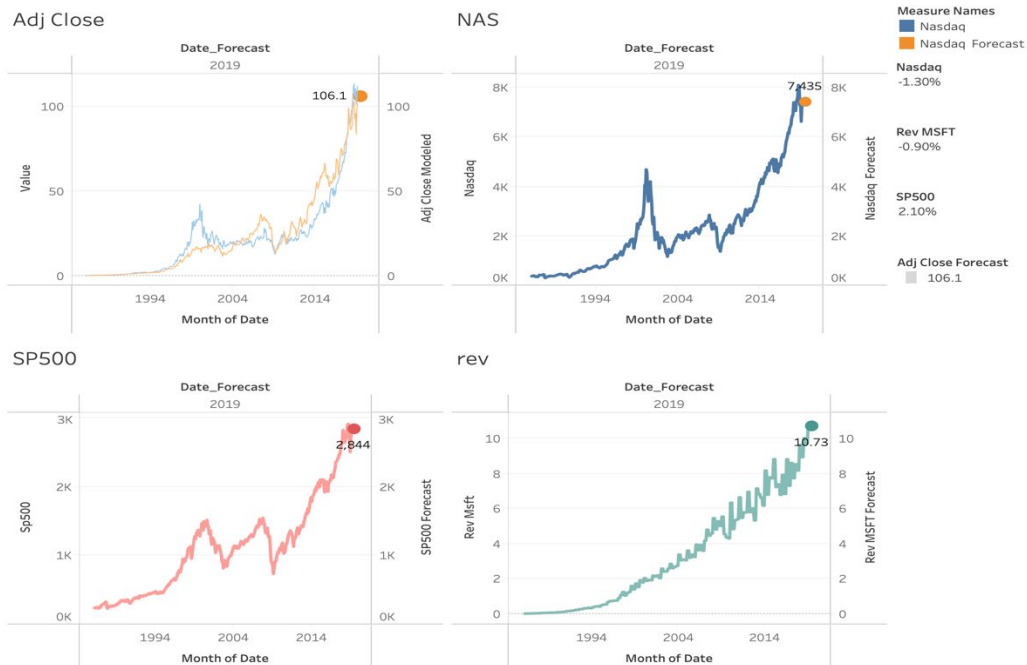 Adj Close
Date_Forecast
2019
106.1
100
50
0
100
50
0
Value
Adj Close Modeled
1994
2004
2014
Month of Date
NAS
Date_Forecast
2019
7,435
8K
6K
4K
2K
0K
8K
6K
4K
2K
0K
Nasdaq
Nasdaq Forecast
1994
2004
2014
Month of Date
Measure Names
Nasdaq
Nasdaq Forecast
Nasdaq
-1.30%
Rev MSFT
-0.90%
SP500
2.10%
Adj Close Forecast
106.1
SP500
Date_Forecast
2019
3K
2K
1K
0K
3K
2K
1K
0K
2,844
Sp500
SP500 Forecast
1994
2004
2014
Month of Date
rev
Date_Forecast
2019
10.73
10
8
6
4
2
0
10
8
6
4
2
0
Rev Msft
Rev MSFT Forecast
1994
2004
2014
Month of Date